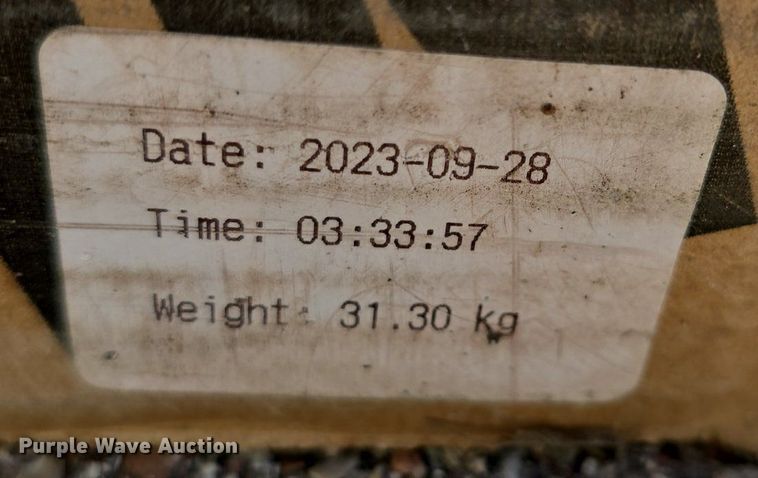 Date: 2023-09-28
Time: 03:33:57
Weight: 31.30 kg
Purple Wave Auction